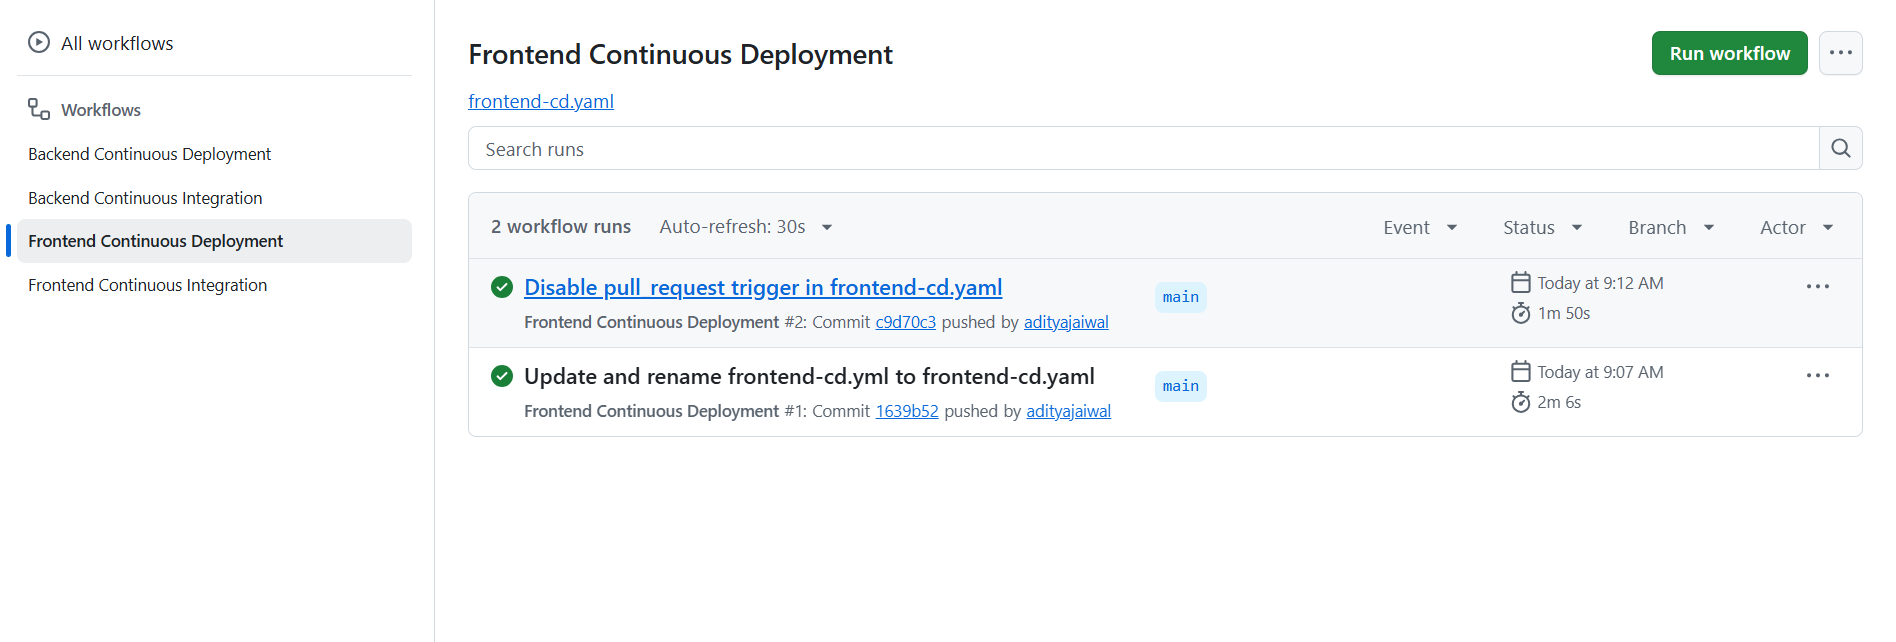 All workflows
Workflows
Backend Continuous Deployment
Backend Continuous Integration
Frontend Continuous Deployment
Frontend Continuous Integration
Frontend Continuous Deployment
Run workflow
frontend-cd.yaml
Search runs
2 workflow runs Auto-refresh: 30s Event Status Branch Actor
Disable pull_request trigger in frontend-cd.yaml
Frontend Continuous Deployment #2: Commit c9d70c3 pushed by adityajaiwal
main
Today at 9:12 AM
1m 50s
Update and rename frontend-cd.yml to frontend-cd.yaml
Frontend Continuous Deployment #1: Commit 1639b52 pushed by adityajaiwal
main
Today at 9:07 AM
2m 6s